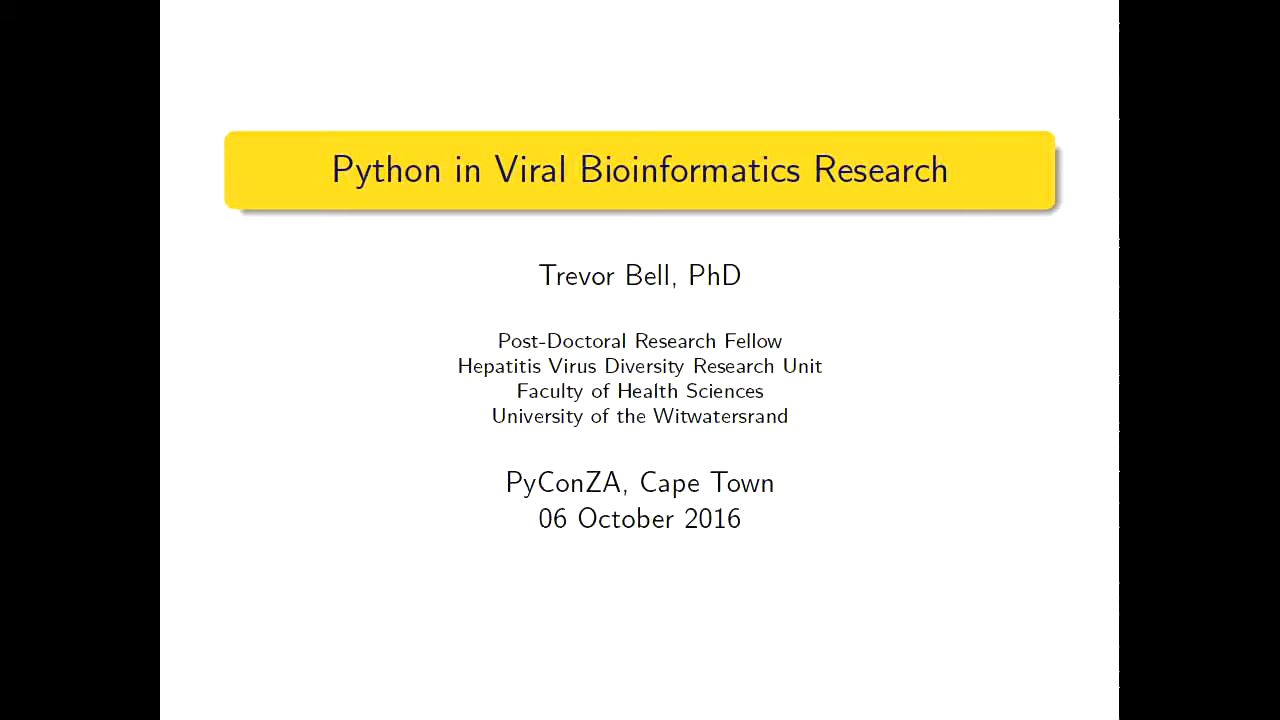 Python in Viral Bioinformatics Research
Trevor Bell, PhD
Post-Doctoral Research Fellow
Hepatitis Virus Diversity Research Unit
Faculty of Health Sciences
University of the Witwatersrand
PyConZA, Cape Town
06 October 2016